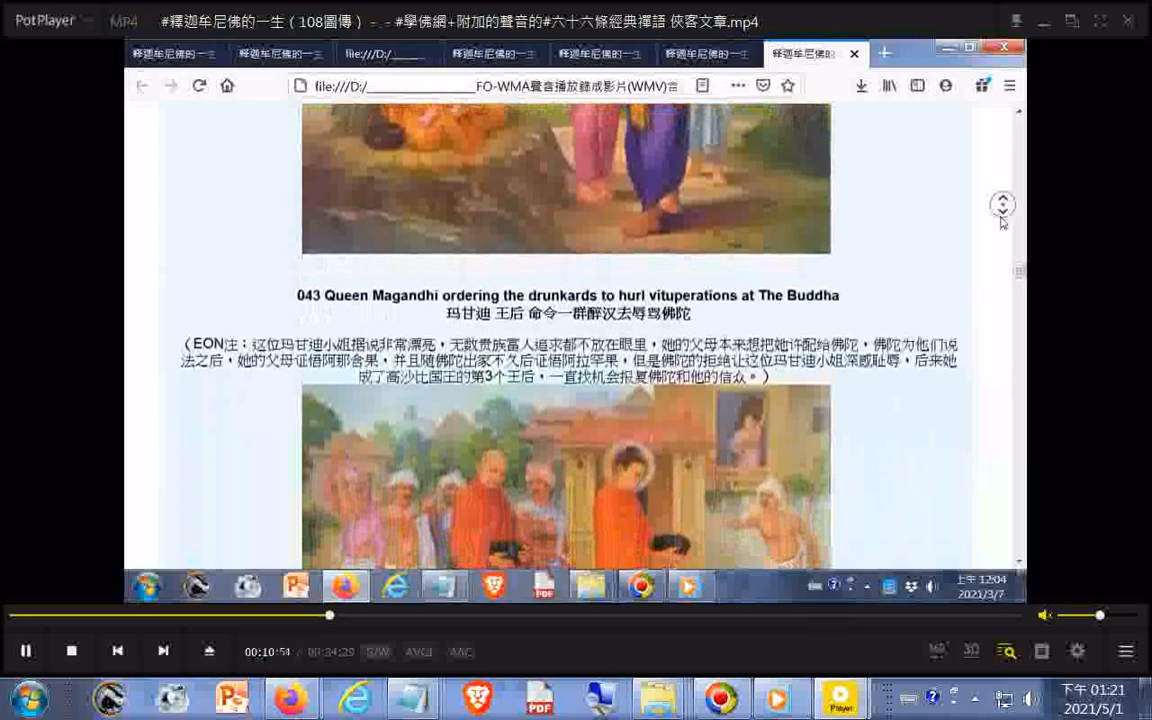 PotPlayer
MP4
#釋迦牟尼佛的一生（108圖傳）- - #學佛網+附加的聲音的#六十六條經典禪語 俠客文章.mp4
釋迦牟尼佛的一生
釋迦牟尼佛的一生
file:///D:/______
釋迦牟尼佛的一生
釋迦牟尼佛的一生
釋迦牟尼佛的一生
釋迦牟尼佛的
file:///D:/____________________FO-WMA聲音播放錄成影片(WMV)音
043 Queen Magandhi ordering the drunkards to hurl vituperations at The Buddha
玛甘迪 王后 命令一群醉汉去辱骂佛陀
（EON注：这位玛甘迪小姐据说非常漂亮，无数贵族富人追求都不放在眼里，她的父母本来想把她许配给佛陀，佛陀为他们说
法之后，她的父母证悟阿那含果，并且随佛陀出家不久后证悟阿拉罕果，但是佛陀的拒绝让这位玛甘迪小姐深感耻辱，后来她
成了高沙比国王的第3个王后，一直找机会报复佛陀和他的信众。）
PDF
上午 12:04
2021/3/7
00:10:54 / 00:34:29 S/W AVC1 AAC
3D
PDF
Player
下午 01:21
2021/5/1